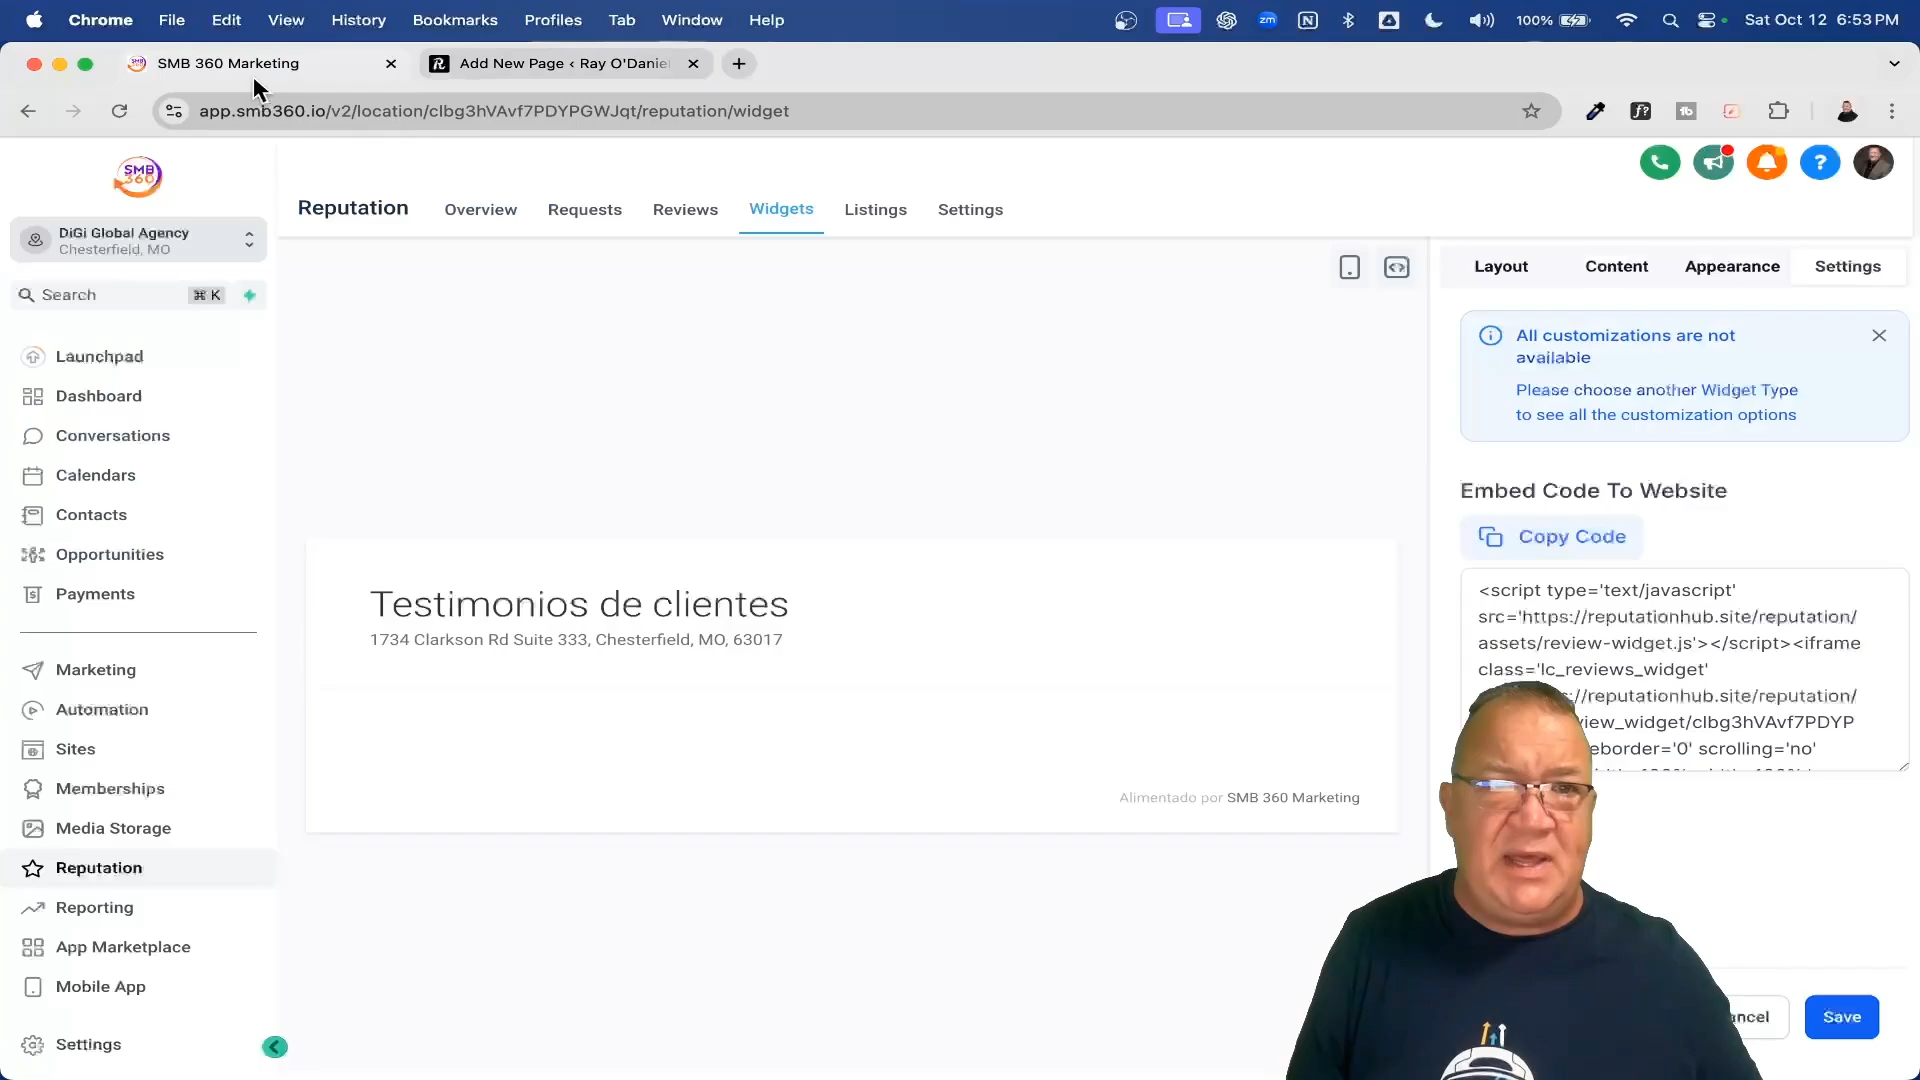 Chrome File Edit View History Bookmarks Profiles Tab Window Help
zm 100% Sat Oct 12 6:53 PM
SMB 360 Marketing
Add New Page ‹ Ray O'Danie
app.smb360.io/v2/location/clbg3hVAvf7PDYPGWJqt/reputation/widget
SMB
360
DiGi Global Agency
Chesterfield, MO
Search ⌘ K
Launchpad
Dashboard
Conversations
Calendars
Contacts
Opportunities
Payments
Marketing
Automation
Sites
Memberships
Media Storage
Reputation
Reporting
App Marketplace
Mobile App
Settings
Reputation Overview Requests Reviews Widgets Listings Settings
Testimonios de clientes
1734 Clarkson Rd Suite 333, Chesterfield, MO, 63017
Alimentado por SMB 360 Marketing
Layout Content Appearance Settings
All customizations are not
available
Please choose another Widget Type
to see all the customization options
Embed Code To Website
Copy Code
<script type='text/javascript'
src='https://reputationhub.site/reputation/
assets/review-widget.js'></script><iframe
class='lc_reviews_widget'
s://reputationhub.site/reputation/
view_widget/clbg3hVAvf7PDYP
eborder='0' scrolling='no'
ncel
Save